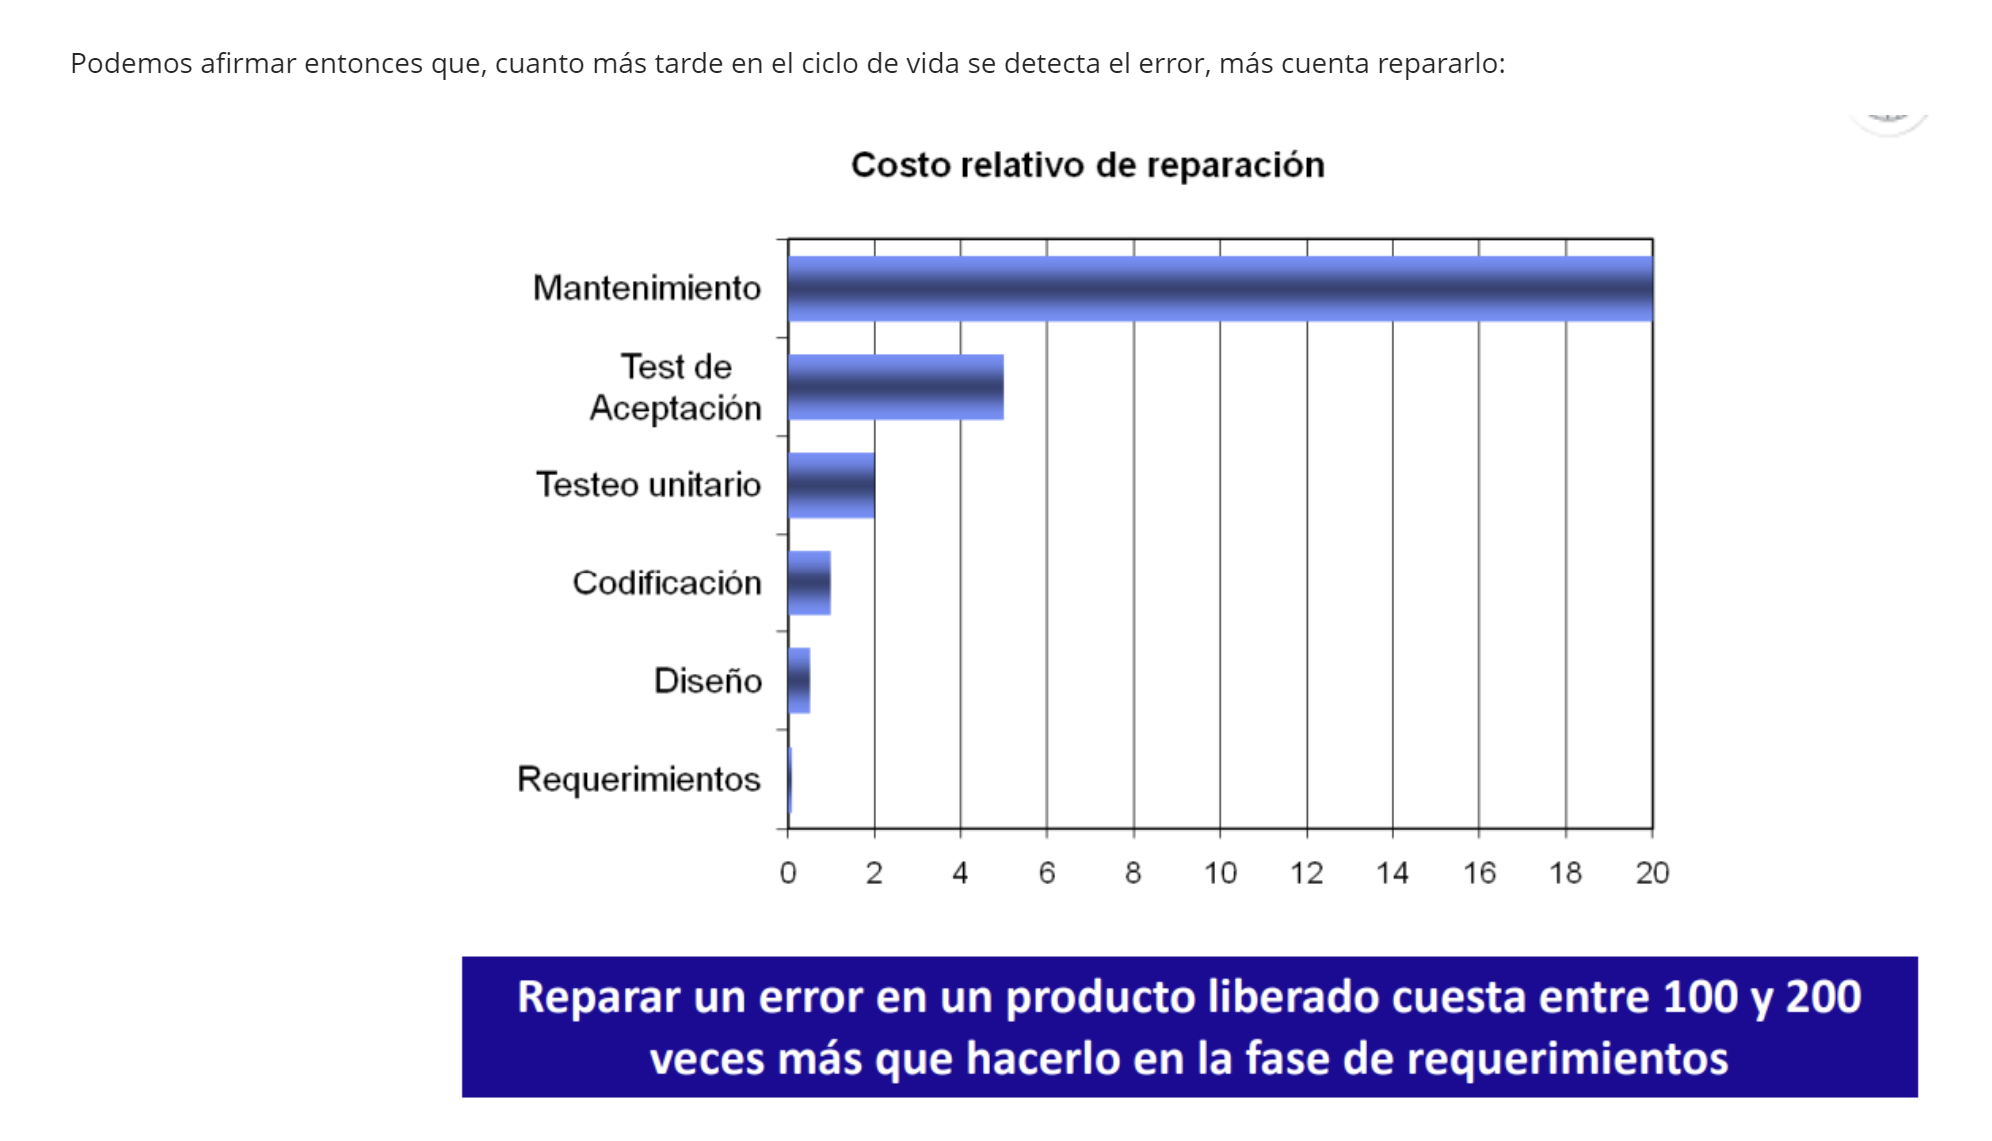 Podemos afirmar entonces que, cuanto más tarde en el ciclo de vida se detecta el error, más cuenta repararlo:
Costo relativo de reparación
Mantenimiento
Test de
Aceptación
Testeo unitario
Codificación
Diseño
Requerimientos
0 2 4 6 8 10 12 14 16 18 20
Reparar un error en un producto liberado cuesta entre 100 y 200
veces más que hacerlo en la fase de requerimientos